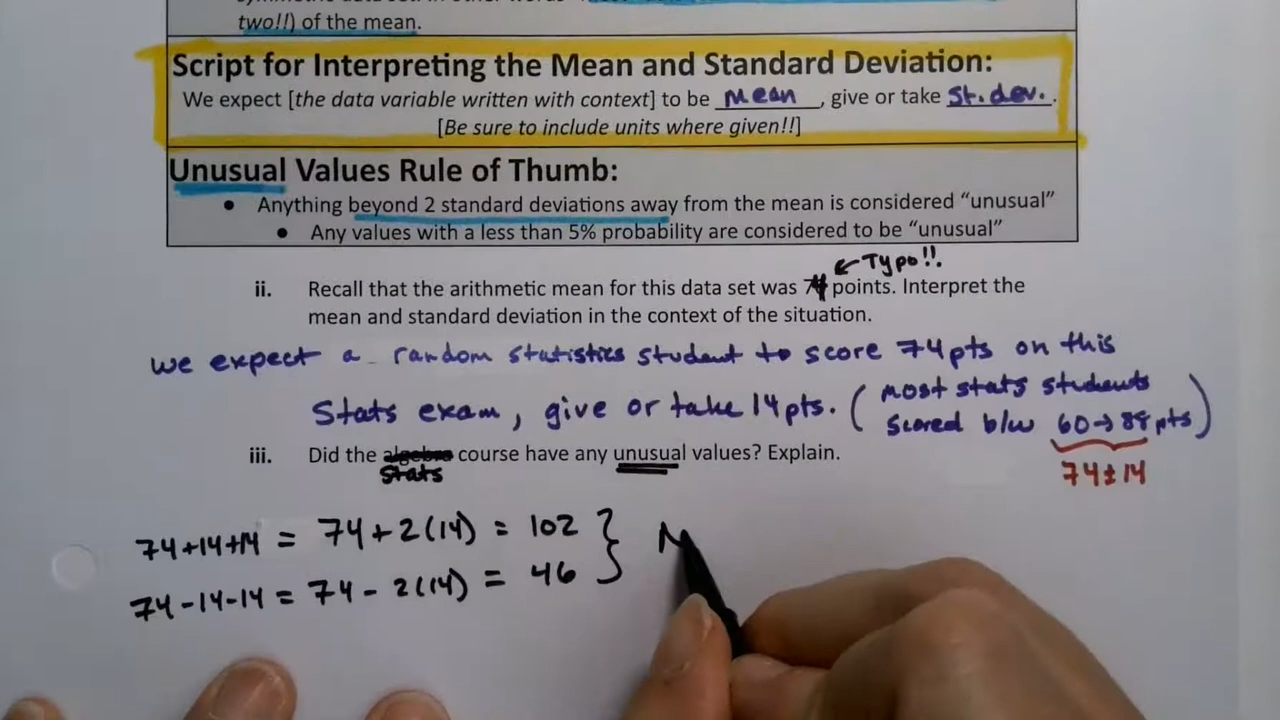 two!!) of the mean.
Script for Interpreting the Mean and Standard Deviation:
We expect [the data variable written with context] to be mean, give or take st. dev..
[Be sure to include units where given!!]
Unusual Values Rule of Thumb:
• Anything beyond 2 standard deviations away from the mean is considered "unusual"
• Any values with a less than 5% probability are considered to be "unusual"
← Typo!!
ii. Recall that the arithmetic mean for this data set was 74 points. Interpret the
mean and standard deviation in the context of the situation.
We expect a random statistics student to score 74 pts on this
Stats exam, give or take 14 pts. (most stats students
scored b/w 60→88 pts)
74±14
iii. Did the algebra course have any unusual values? Explain.
Stats
74+14+14 = 74+2(14) = 102
74-14-14 = 74-2(14) = 46
N